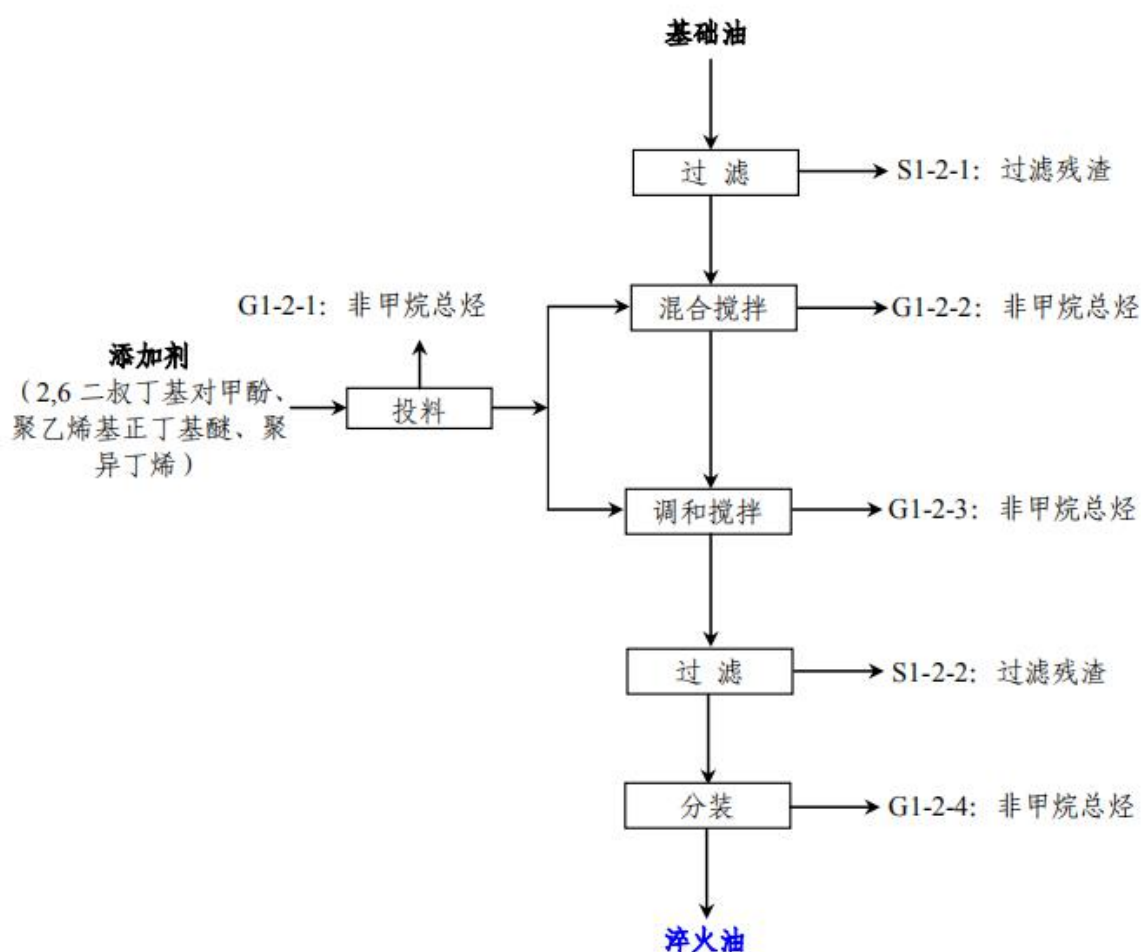 基础油
过 滤
S1-2-1：过滤残渣
G1-2-1：非甲烷总烃
混合搅拌
G1-2-2：非甲烷总烃
添加剂
（2,6 二叔丁基对甲酚、
聚乙烯基正丁基醚、聚
异丁烯）
投料
调和搅拌
G1-2-3：非甲烷总烃
过 滤
S1-2-2：过滤残渣
分装
G1-2-4：非甲烷总烃
淬火油